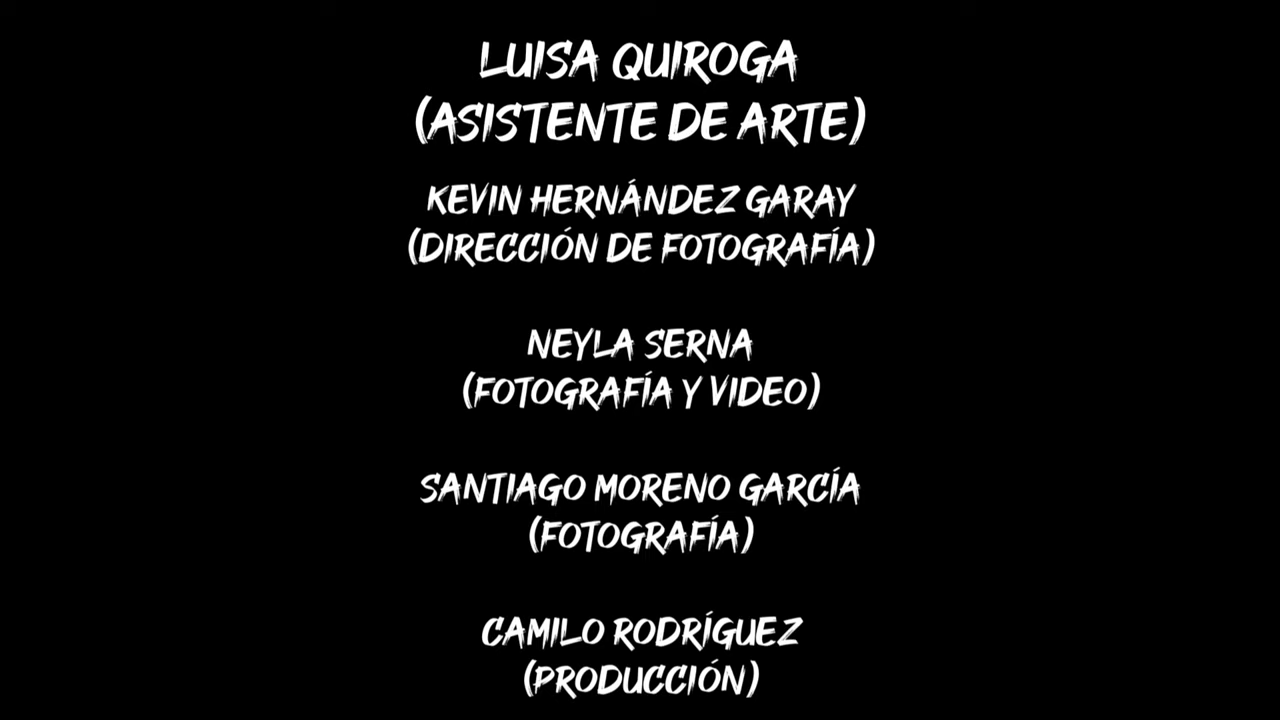 LUISA QUIROGA
(ASISTENTE DE ARTE)
KEVIN HERNÁNDEZ GARAY
(DIRECCIÓN DE FOTOGRAFÍA)
NEYLA SERNA
(FOTOGRAFÍA Y VIDEO)
SANTIAGO MORENO GARCÍA
(FOTOGRAFÍA)
CAMILO RODRÍGUEZ
(PRODUCCIÓN)